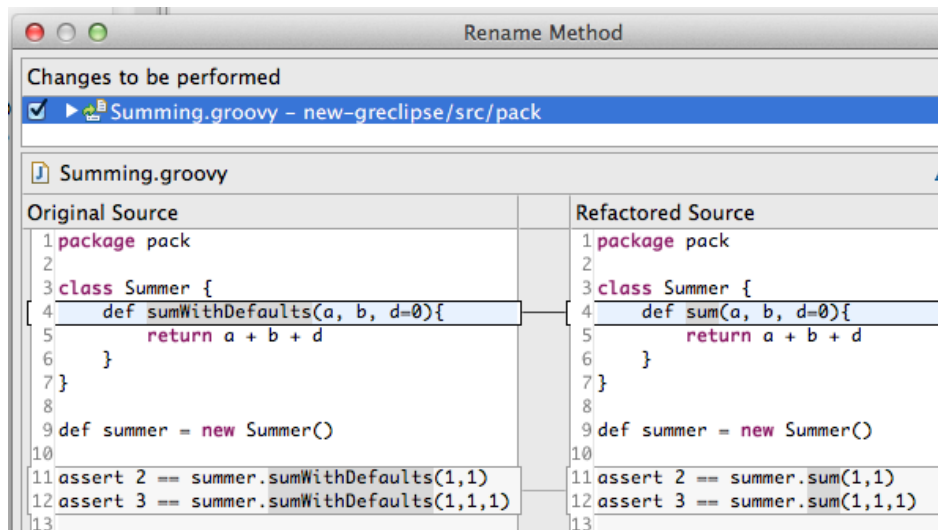 Rename Method
Changes to be performed
Summing.groovy – new-greclipse/src/pack
J Summing.groovy
Original Source
1 package pack
2
3 class Summer {
4     def sumWithDefaults(a, b, d=0){
5         return a + b + d
6     }
7 }
8
9 def summer = new Summer()
10
11 assert 2 == summer.sumWithDefaults(1,1)
12 assert 3 == summer.sumWithDefaults(1,1,1)
13
Refactored Source
1 package pack
2
3 class Summer {
4     def sum(a, b, d=0){
5         return a + b + d
6     }
7 }
8
9 def summer = new Summer()
10
11 assert 2 == summer.sum(1,1)
12 assert 3 == summer.sum(1,1,1)
13